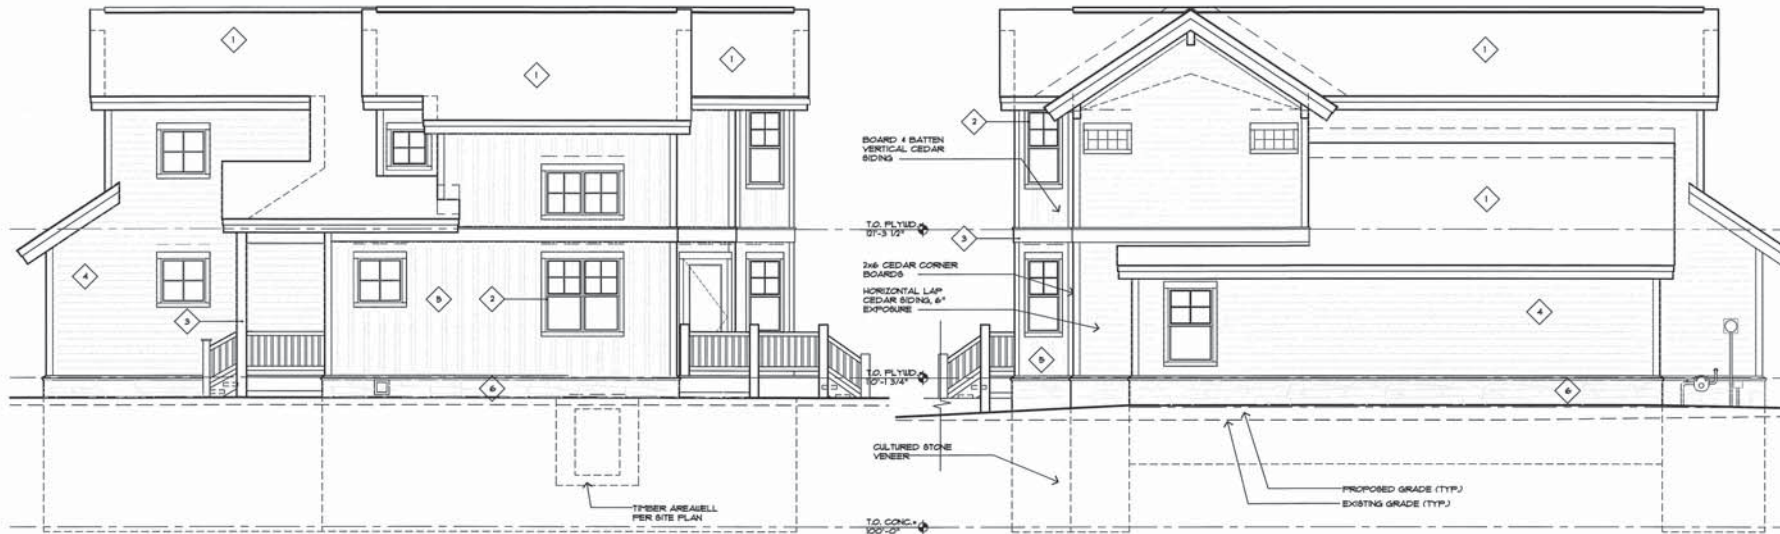 1
1
1
4
3
5
2
6
TIMBER AREAWELL
PER SITE PLAN
BOARD & BATTEN
VERTICAL CEDAR
SIDING
T.O. PLYWD.
121'-3 1/2"
2x6 CEDAR CORNER
BOARDS
HORIZONTAL LAP
CEDAR SIDING, 6"
EXPOSURE
T.O. PLYWD.
110'-1 3/4"
CULTURED STONE
VENEER
T.O. CONC.
100'-0"
1
2
1
3
4
5
6
PROPOSED GRADE (TYP.)
EXISTING GRADE (TYP.)